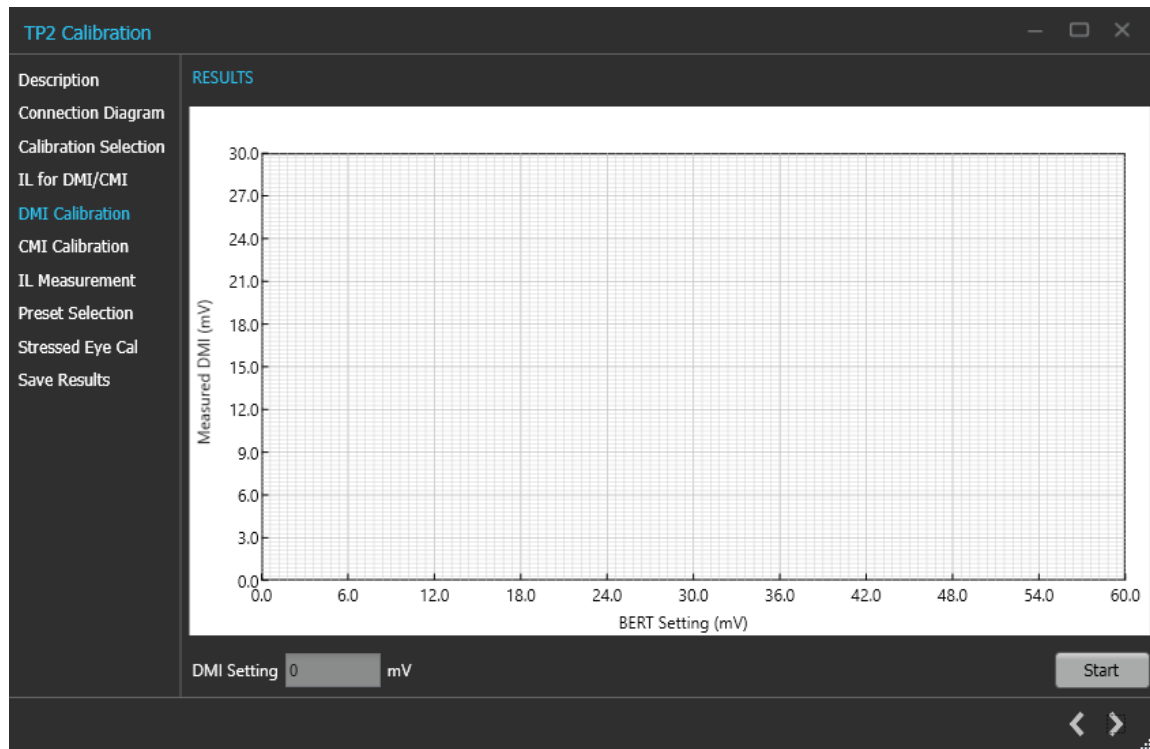 TP2 Calibration
Description
Connection Diagram
Calibration Selection
IL for DMI/CMI
DMI Calibration
CMI Calibration
IL Measurement
Preset Selection
Stressed Eye Cal
Save Results
RESULTS
Measured DMI (mV)
30.0
27.0
24.0
21.0
18.0
15.0
12.0
9.0
6.0
3.0
0.0
0.0 6.0 12.0 18.0 24.0 30.0 36.0 42.0 48.0 54.0 60.0
BERT Setting (mV)
DMI Setting 0 mV
Start